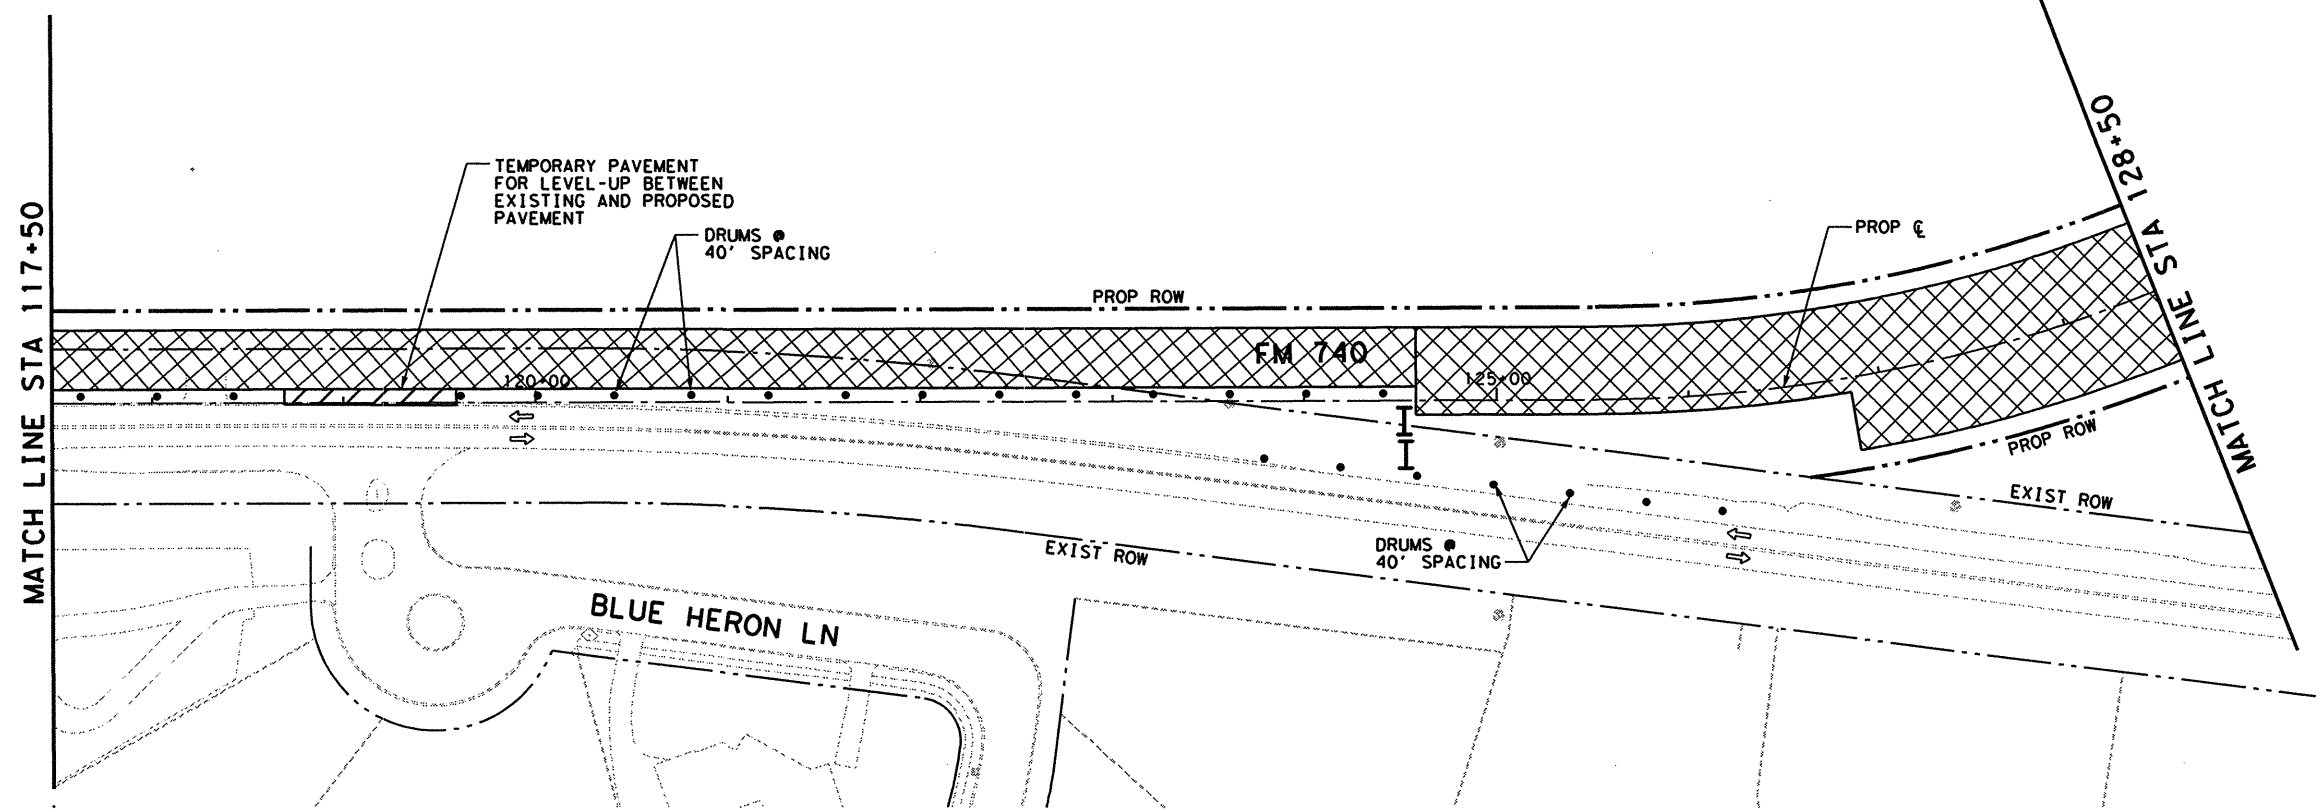 MATCH LINE STA 117+50
TEMPORARY PAVEMENT
FOR LEVEL-UP BETWEEN
EXISTING AND PROPOSED
PAVEMENT
DRUMS @
40' SPACING
PROP ROW
PROP ℄
MATCH LINE STA 128+50
FM 740
120+00
125+00
PROP ROW
EXIST ROW
EXIST ROW
DRUMS @
40' SPACING
BLUE HERON LN